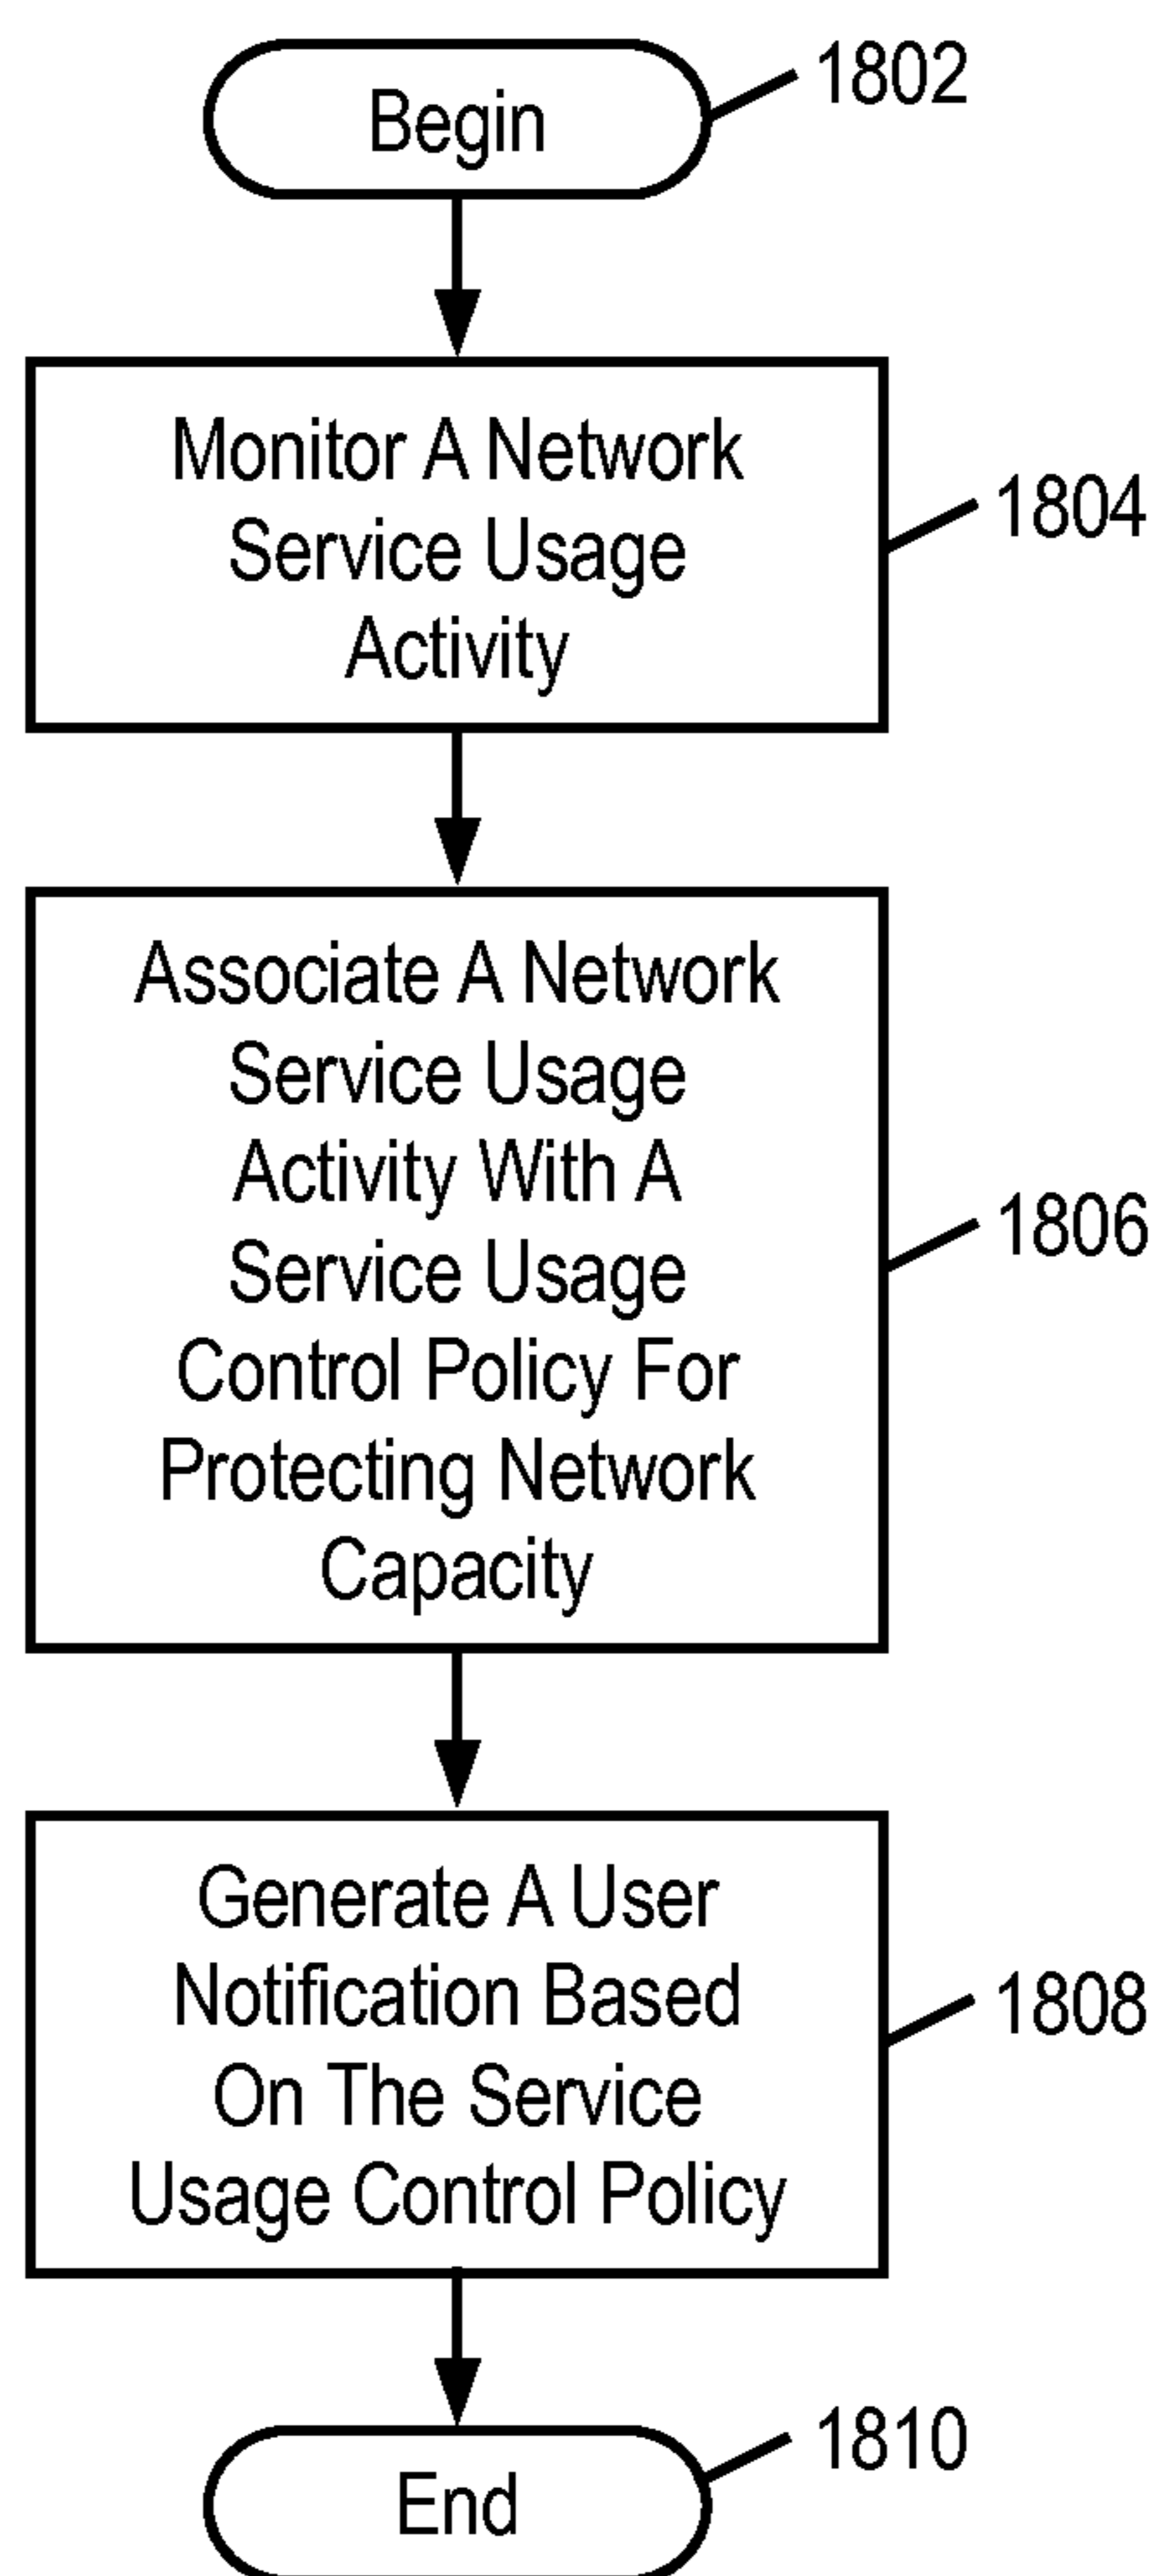 Begin
1802
Monitor A Network
Service Usage
Activity
1804
Associate A Network
Service Usage
Activity With A
Service Usage
Control Policy For
Protecting Network
Capacity
1806
Generate A User
Notification Based
On The Service
Usage Control Policy
1808
End
1810